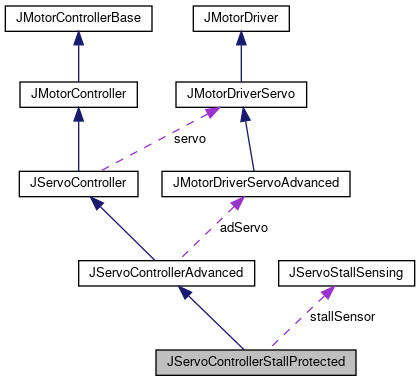 JMotorControllerBase
JMotorDriver
JMotorController
JMotorDriverServo
servo
JServoController
JMotorDriverServoAdvanced
adServo
JServoControllerAdvanced
JServoStallSensing
stallSensor
JServoControllerStallProtected